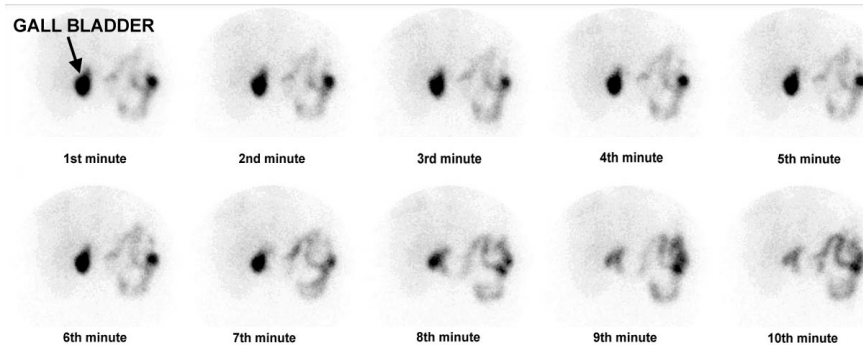 GALL BLADDER
1st minute
2nd minute
3rd minute
4th minute
5th minute
6th minute
7th minute
8th minute
9th minute
10th minute